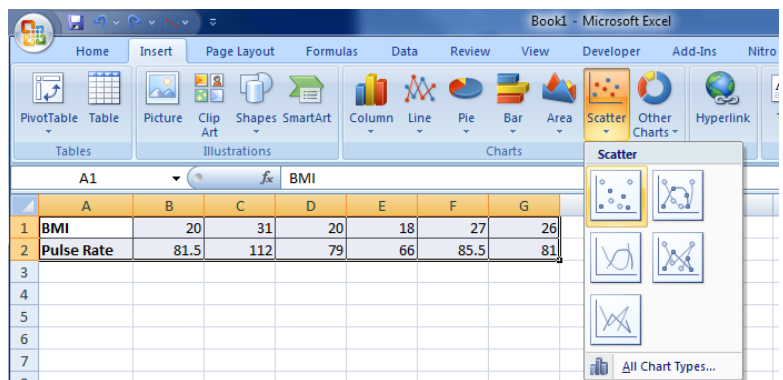 Book1 - Microsoft Excel
Home Insert Page Layout Formulas Data Review View Developer Add-Ins Nitro
PivotTable Table Picture Clip Art Shapes SmartArt Column Line Pie Bar Area Scatter Other Charts Hyperlink
Tables Illustrations Charts
Scatter
A1 fx BMI
A B C D E F G
1 BMI 20 31 20 18 27 26
2 Pulse Rate 81.5 112 79 66 85.5 81
3
4
5
6
7
All Chart Types...